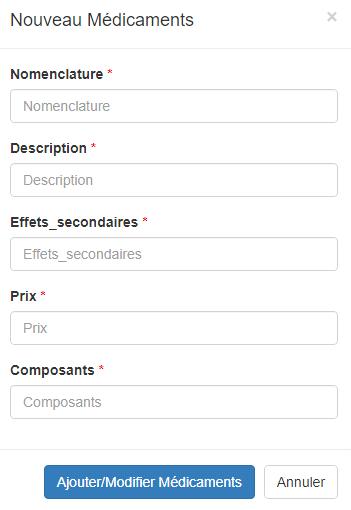 Nouveau Médicaments ×
Nomenclature *
Nomenclature
Description *
Description
Effets_secondaires *
Effets_secondaires
Prix *
Prix
Composants *
Composants
Ajouter/Modifier Médicaments Annuler